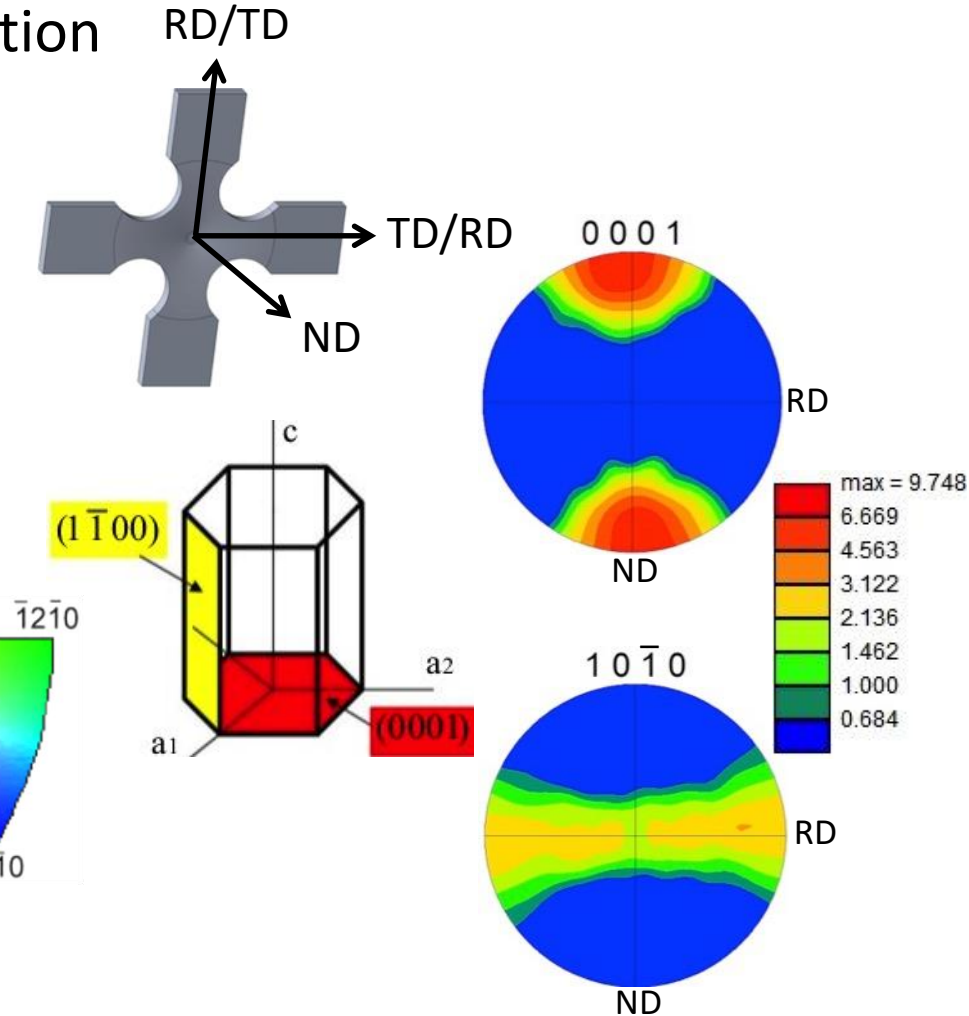 tion
RD/TD
TD/RD
ND
0 0 0 1
RD
ND
c
(1 1̅ 00)
a2
a1
(0001)
max = 9.748
6.669
4.563
3.122
2.136
1.462
1.000
0.684
1̅21̅0
1̅0
1 0 1̅ 0
RD
ND